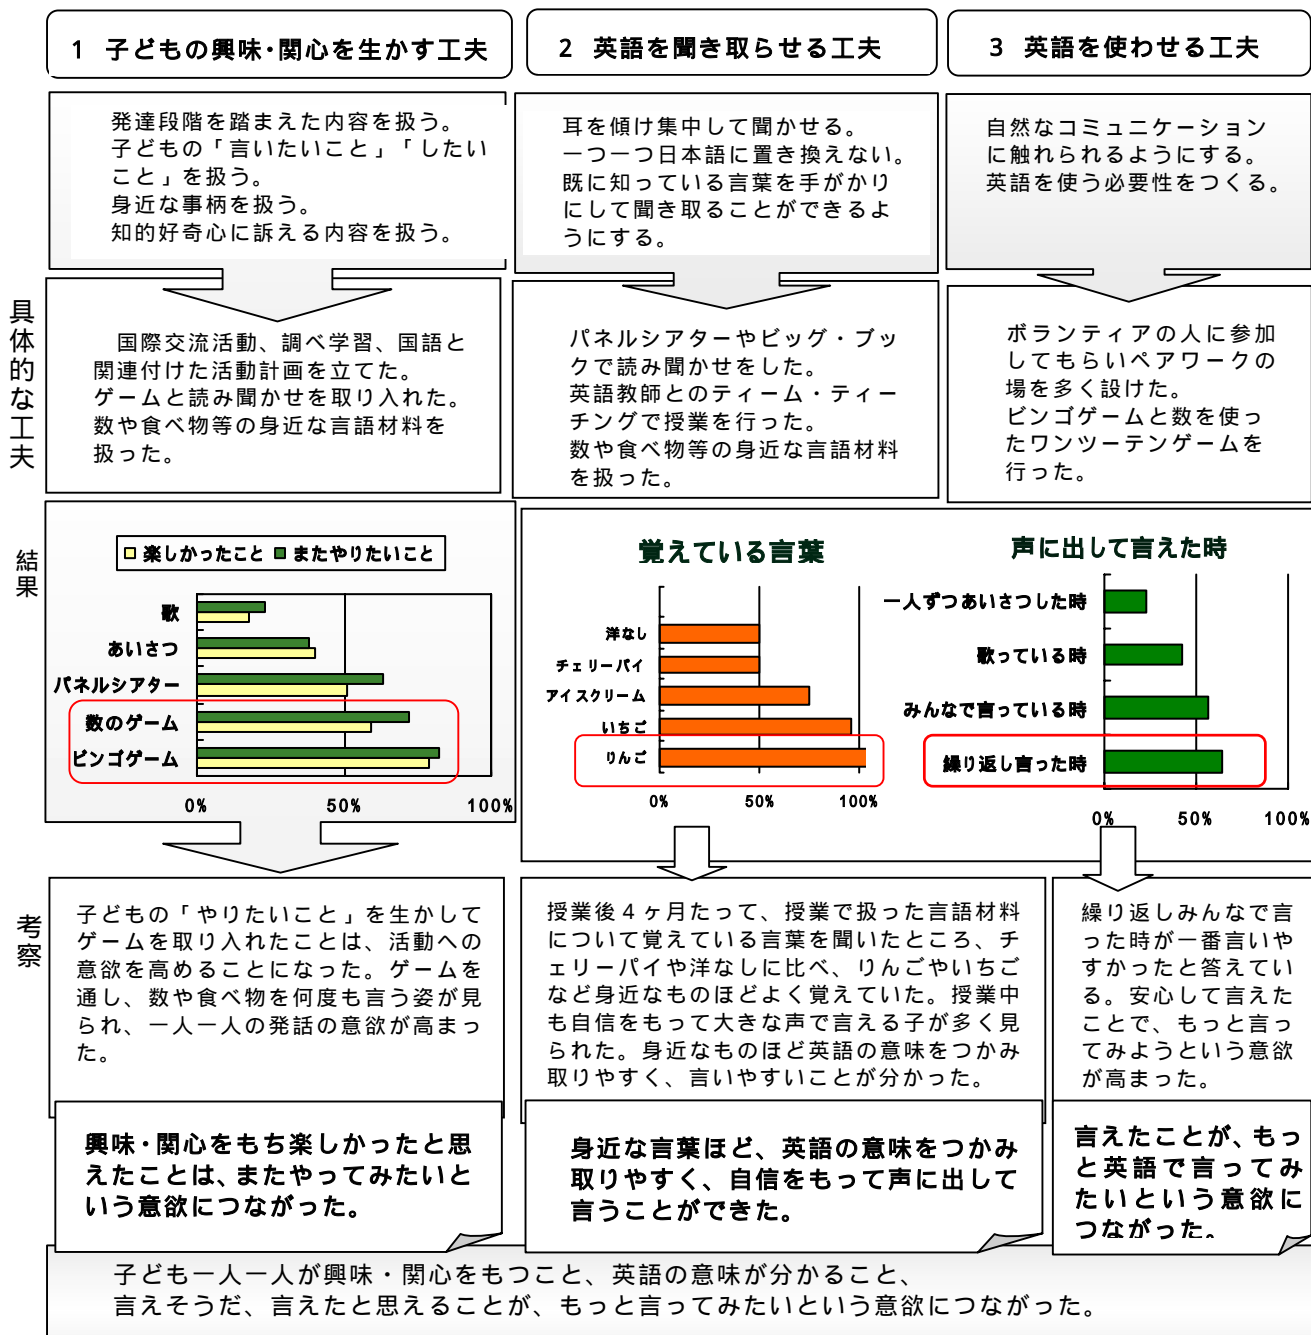 1 子どもの興味・関心を生かす工夫
2 英語を聞き取らせる工夫
3 英語を使わせる工夫
発達段階を踏まえた内容を扱う。
子どもの「言いたいこと」「したい
こと」を扱う。
身近な事柄を扱う。
知的好奇心に訴える内容を扱う。
耳を傾け集中して聞かせる。
一つ一つ日本語に置き換えない。
既に知っている言葉を手がかり
にして聞き取ることができるよ
うにする。
自然なコミュニケーション
に触れられるようにする。
英語を使う必要性をつくる。
具体的な工夫
国際交流活動、調べ学習、国語と
関連付けた活動計画を立てた。
ゲームと読み聞かせを取り入れた。
数や食べ物等の身近な言語材料を
扱った。
パネルシアターやビッグ・ブッ
クで読み聞かせをした。
英語教師とのティーム・ティー
チングで授業を行った。
数や食べ物等の身近な言語材料
を扱った。
ボランティアの人に参加
してもらいペアワークの
場を多く設けた。
ビンゴゲームと数を使っ
たワンツーテンゲームを
行った。
結果
楽しかったこと またやりたいこと
歌
あいさつ
パネルシアター
数のゲーム
ビンゴゲーム
0% 50% 100%
覚えている言葉
洋なし
チェリーパイ
アイスクリーム
いちご
りんご
0% 50% 100%
声に出して言えた時
一人ずつあいさつした時
歌っている時
みんなで言っている時
繰り返し言った時
0% 50% 100%
考察
子どもの「やりたいこと」を生かして
ゲームを取り入れたことは、活動への
意欲を高めることになった。ゲームを
通し、数や食べ物を何度も言う姿が見
られ、一人一人の発話の意欲が高まっ
た。
授業後4ヶ月たって、授業で扱った言語材料
について覚えている言葉を聞いたところ、チ
ェリーパイや洋なしに比べ、りんごやいちご
など身近なものほどよく覚えていた。授業中
も自信をもって大きな声で言える子が多く見
られた。身近なものほど英語の意味をつかみ
取りやすく、言いやすいことが分かった。
繰り返しみんなで言
った時が一番言いや
すかったと答えてい
る。安心して言えた
ことで、もっと言っ
てみようという意欲
が高まった。
興味・関心をもち楽しかったと思
えたことは、またやってみたいと
いう意欲につながった。
身近な言葉ほど、英語の意味をつかみ
取りやすく、自信をもって声に出して
言うことができた。
言えたことが、もっ
と英語で言ってみ
たいという意欲に
つながった。
子ども一人一人が興味・関心をもつこと、英語の意味が分かること、
言えそうだ、言えたと思えることが、もっと言ってみたいという意欲につながった。